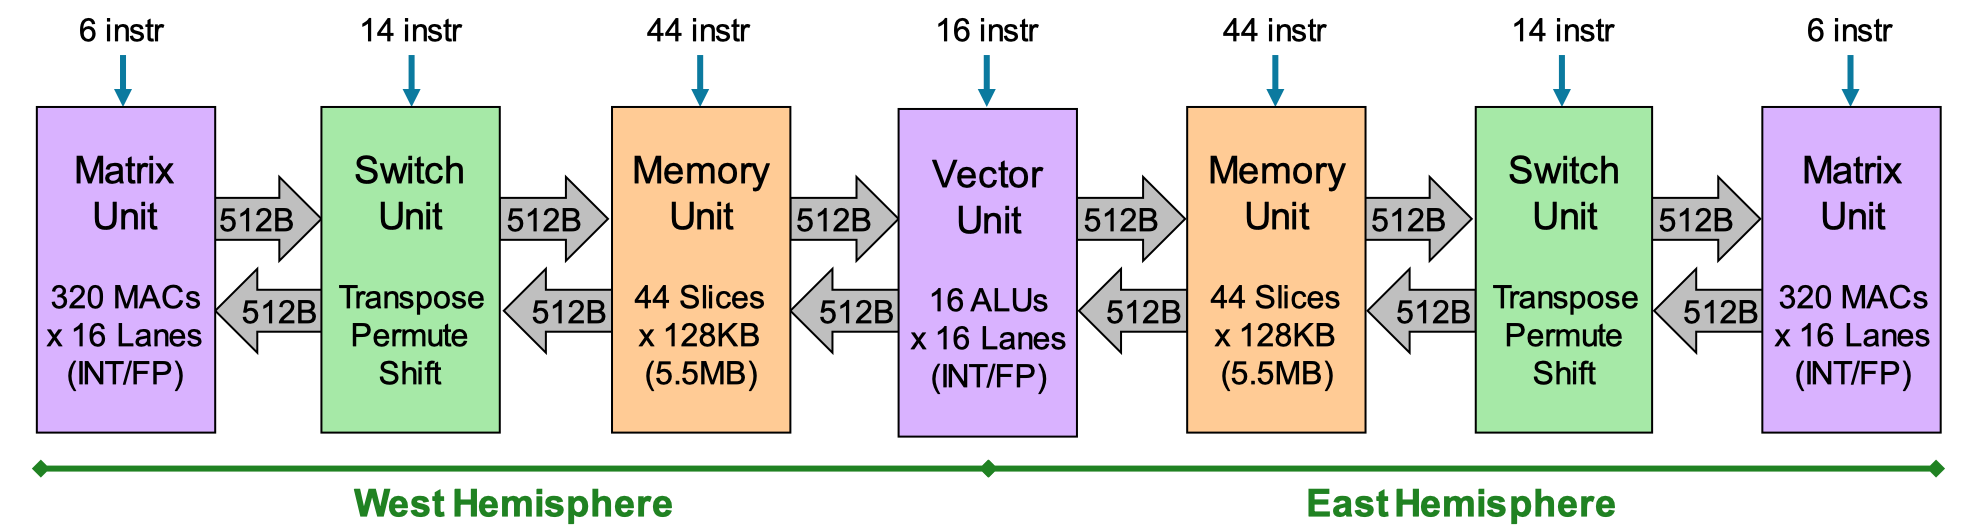 6 instr
14 instr
44 instr
16 instr
44 instr
14 instr
6 instr
Matrix
Unit
320 MACs
x 16 Lanes
(INT/FP)
512B
512B
Switch
Unit
Transpose
Permute
Shift
512B
512B
Memory
Unit
44 Slices
x 128KB
(5.5MB)
512B
512B
Vector
Unit
16 ALUs
x 16 Lanes
(INT/FP)
512B
512B
Memory
Unit
44 Slices
x 128KB
(5.5MB)
512B
512B
Switch
Unit
Transpose
Permute
Shift
512B
512B
Matrix
Unit
320 MACs
x 16 Lanes
(INT/FP)
West Hemisphere
East Hemisphere